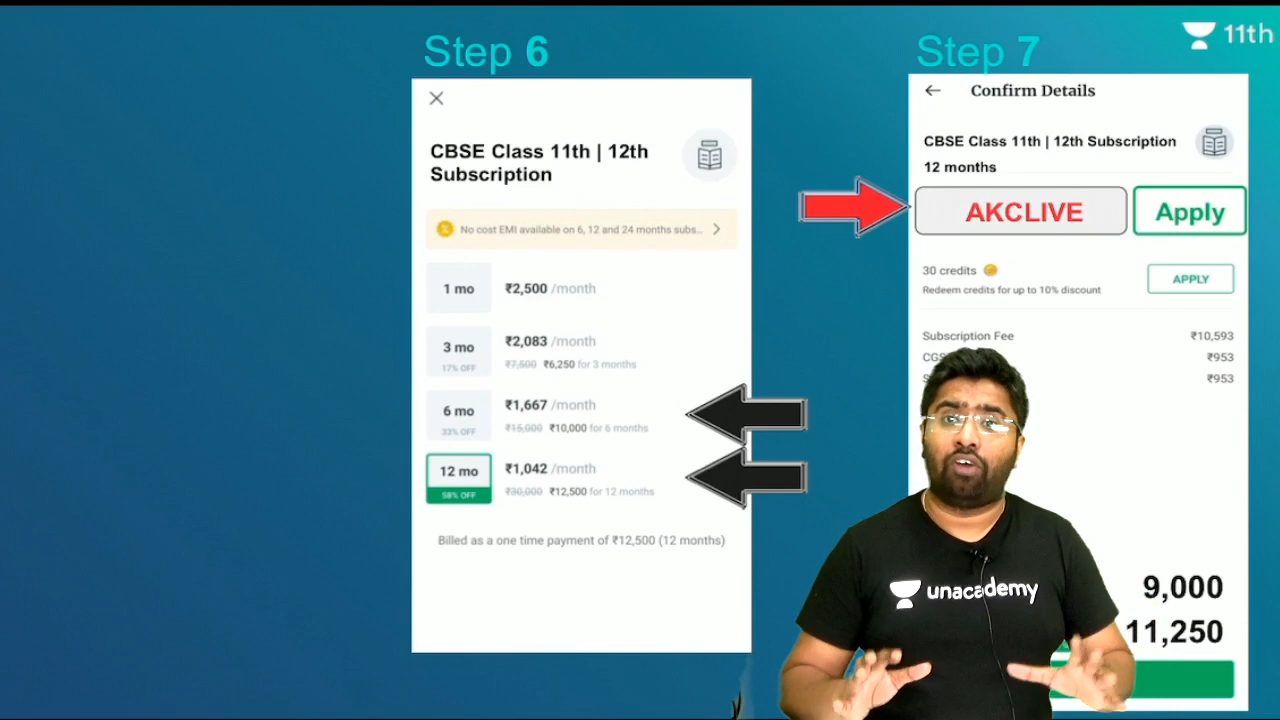 11th
Step 6
CBSE Class 11th | 12th
Subscription
No cost EMI available on 6, 12 and 24 months subs...
1 mo
₹2,500 /month
3 mo
17% OFF
₹2,083 /month
₹7,500 ₹6,250 for 3 months
6 mo
33% OFF
₹1,667 /month
₹15,000 ₹10,000 for 6 months
12 mo
58% OFF
₹1,042 /month
₹30,000 ₹12,500 for 12 months
Billed as a one time payment of ₹12,500 (12 months)
Step 7
Confirm Details
CBSE Class 11th | 12th Subscription
12 months
AKCLIVE
Apply
30 credits
Redeem credits for up to 10% discount
APPLY
Subscription Fee ₹10,593
₹953
₹953
unacademy
9,000
11,250